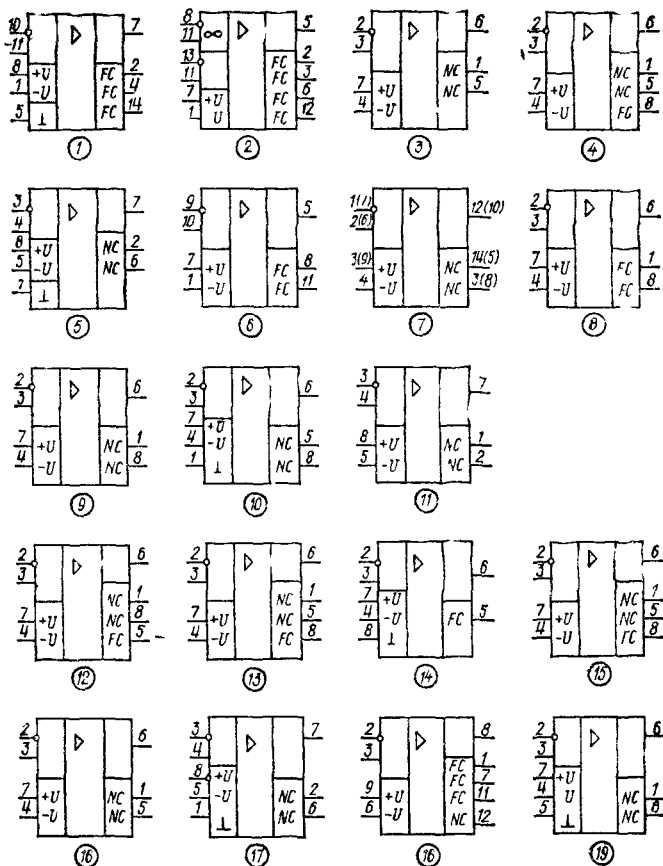 10 7
11
8 +U FC 2
1 -U FC 4
5 ⊥ FC 14
1
8 5
11 ∞
13 FC 2
11 FC 3
7 +U FC 6
1 U FC 12
2
2 6
3
7 +U NC 1
4 -U NC 5
3
2 6
3
7 +U NC 1
4 -U NC 5
FC 8
4
3 7
4
8 +U NC 2
5 -U NC 6
⊥
5
9 5
10
7 +U FC 8
1 -U FC 11
6
1(7) 12(10)
2(6)
3(9) +U NC 14(5)
4 -U NC 3(8)
7
2 6
3
7 +U FC 1
4 -U FC 8
8
2 6
3
7 +U NC 1
4 -U NC 8
9
2 6
3
7 +U
4 -U NC 5
1 ⊥ NC 8
10
3 7
4
8 +U NC 1
5 -U NC 2
11
2 6
3
NC 1
7 +U NC 8
4 -U FC 5
12
2 6
3
NC 1
7 +U NC 5
4 -U NC 8
13
2 6
3
7 +U
4 -U FC 5
8 ⊥
14
2 6
3
NC 1
7 +U NC 5
4 -U FC 8
15
2 6
3
7 +U NC 1
4 -U NC 5
16
3 7
4
8 +U
5 -U NC 2
1 ⊥ NC 6
17
2 8
3
FC 1
FC 7
9 +U FC 11
6 -U NC 12
2 6
3
7 +U
4 U NC 1
5 ⊥ NC 8
19